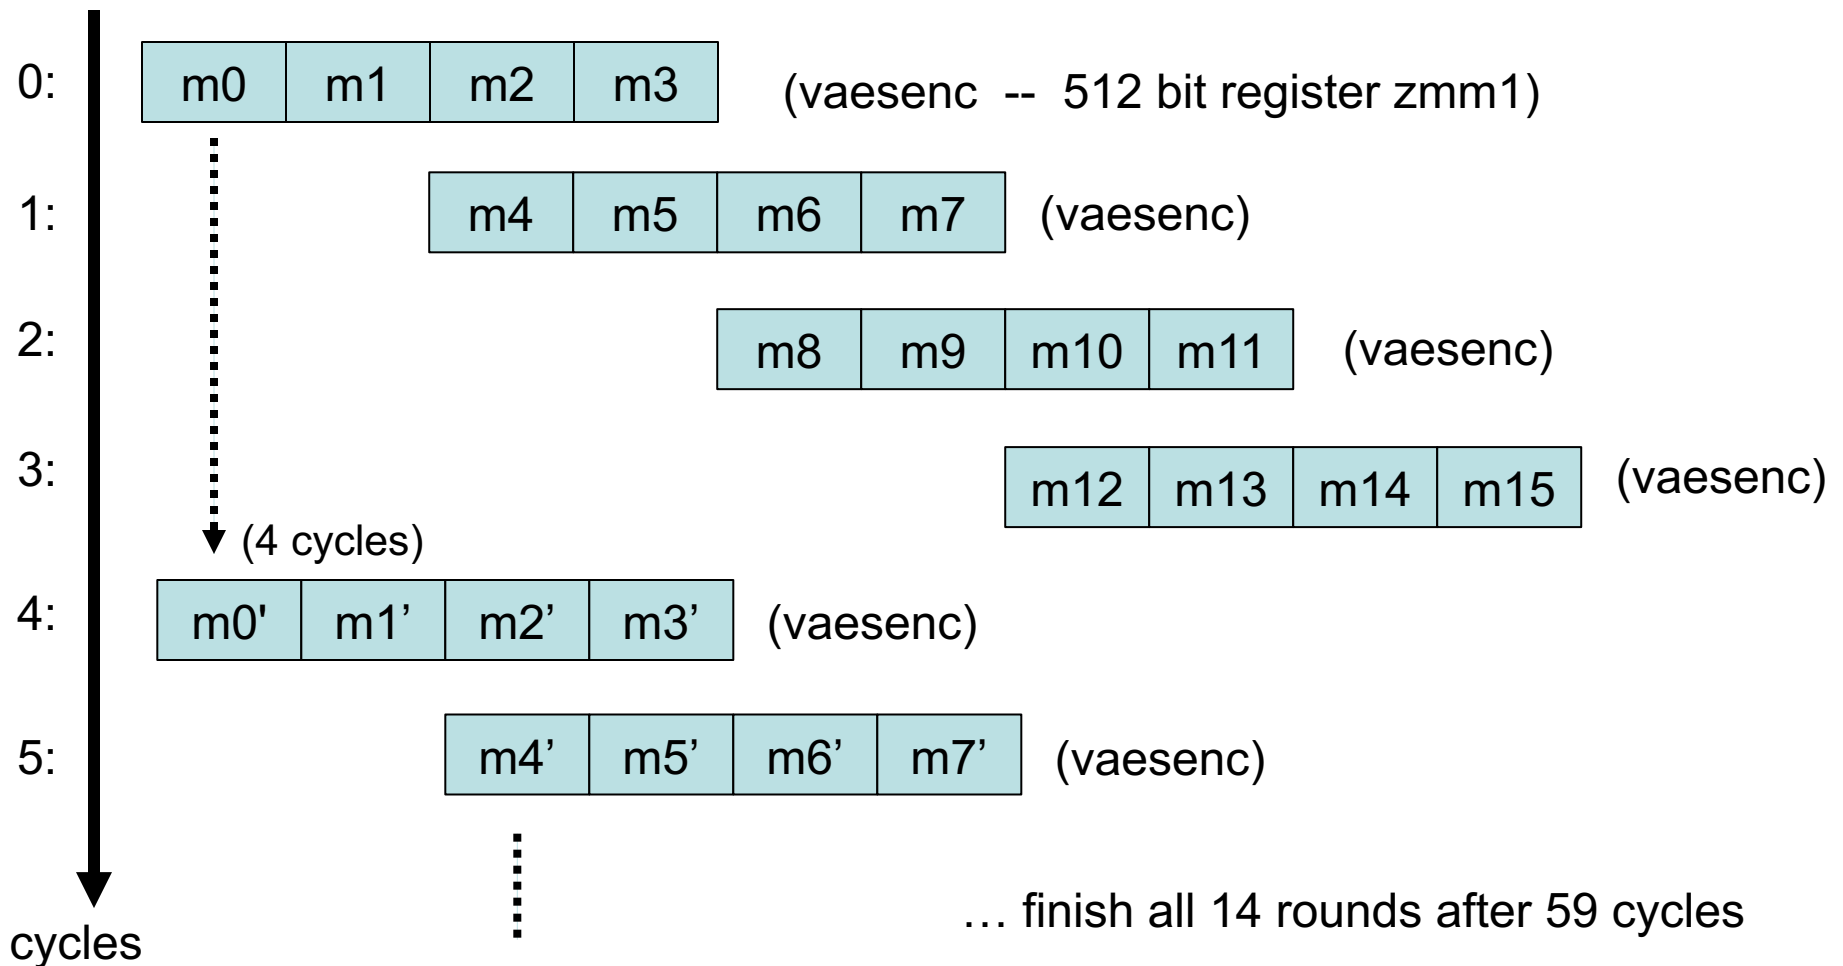 0: m0 m1 m2 m3 (vaesenc -- 512 bit register zmm1)
1: m4 m5 m6 m7 (vaesenc)
2: m8 m9 m10 m11 (vaesenc)
3: m12 m13 m14 m15 (vaesenc)
(4 cycles)
4: m0' m1’ m2’ m3’ (vaesenc)
5: m4’ m5’ m6’ m7’ (vaesenc)
… finish all 14 rounds after 59 cycles
cycles